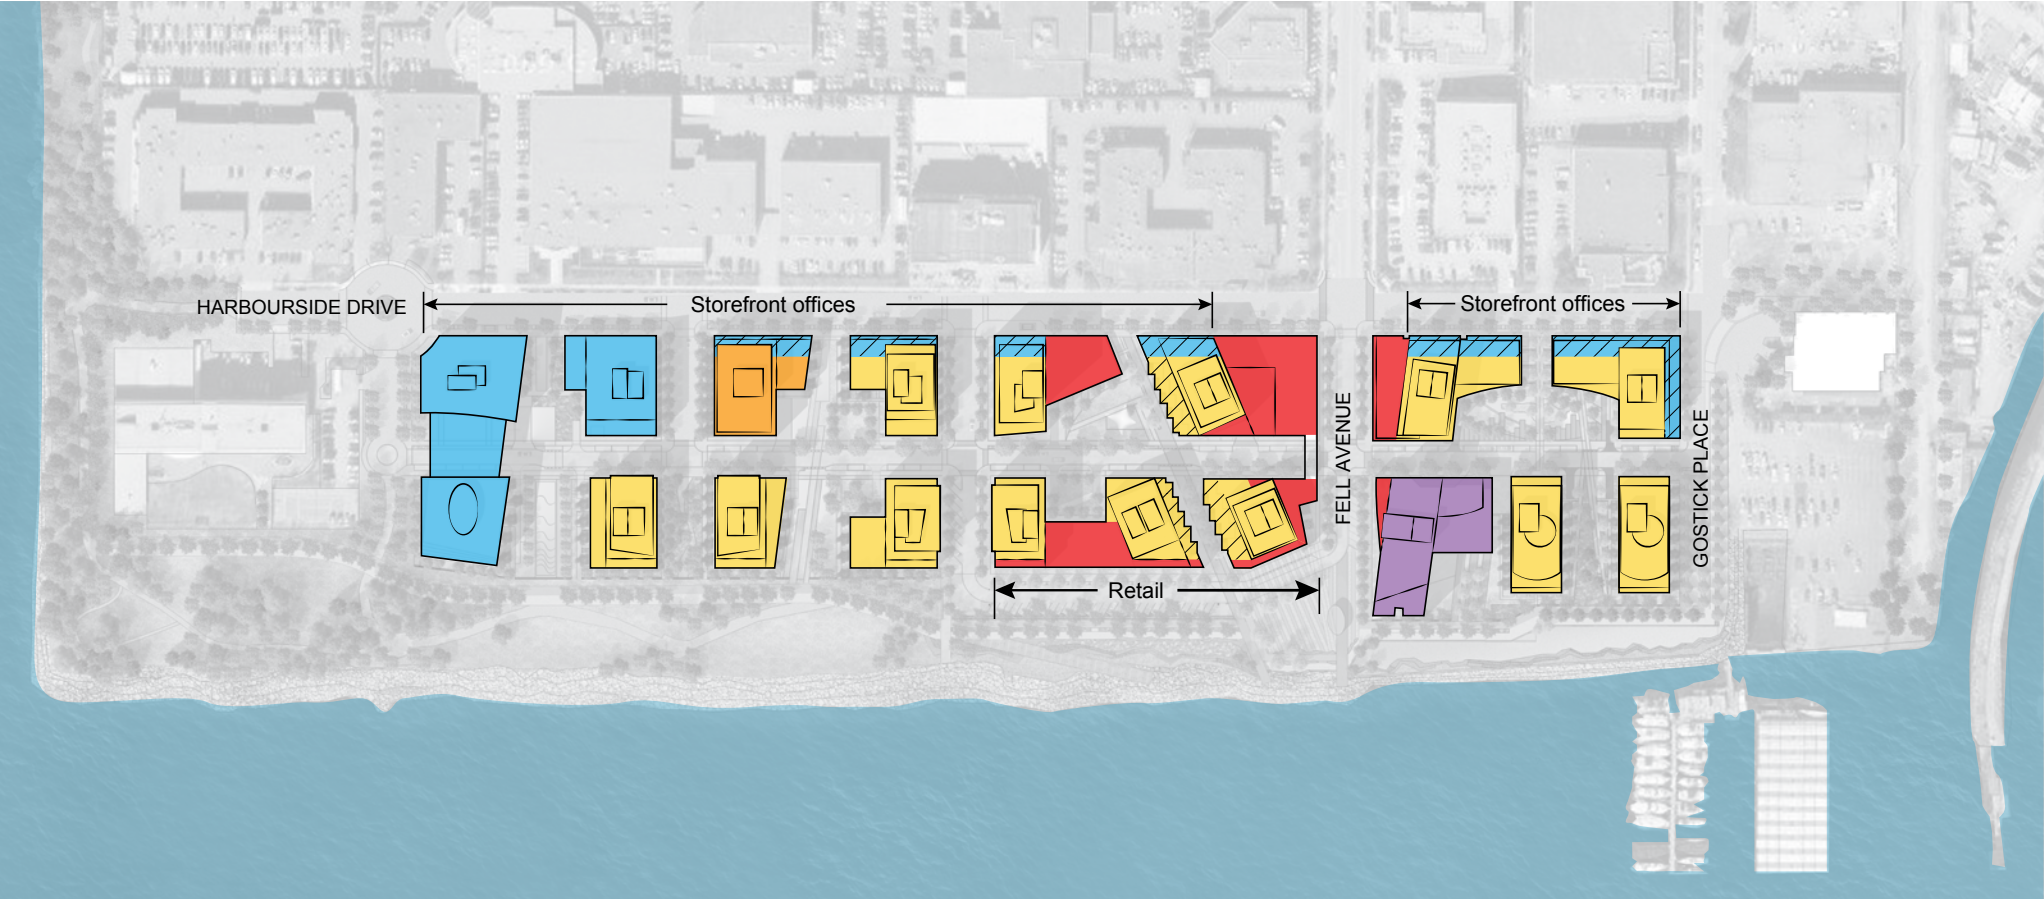 HARBOURSIDE DRIVE
Storefront offices
Storefront offices
FELL AVENUE
GOSTICK PLACE
Retail